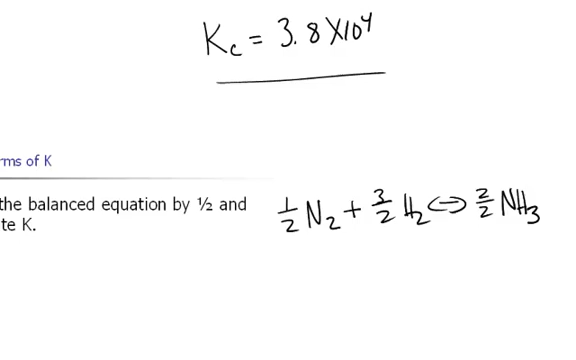 Kc = 3.8 X 10⁴
rms of K
the balanced equation by ½ and
te K.
1/2 N₂ + 3/2 H₂ ⇔ 2/2 NH₃